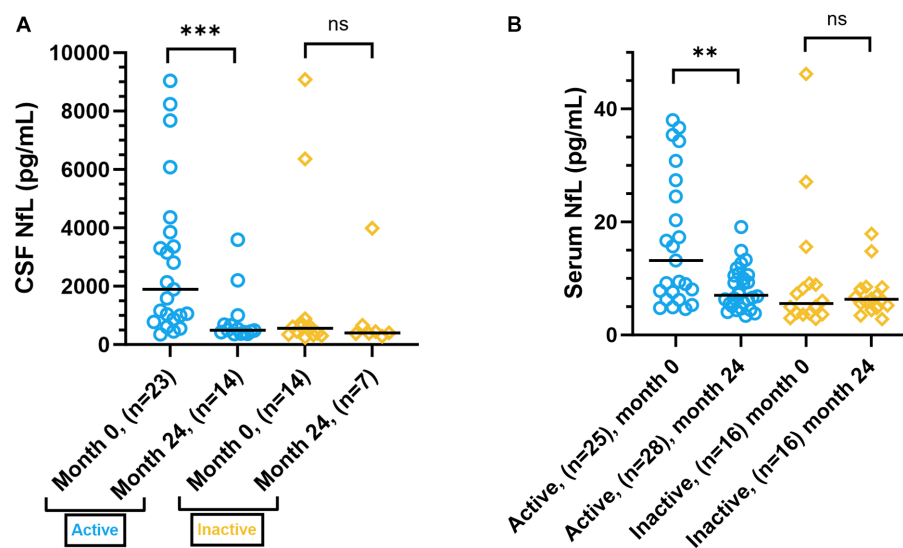 A
***
ns
10000
8000
6000
4000
2000
0
CSF NfL (pg/mL)
Month 0, (n=23)
Month 24, (n=14)
Month 0, (n=14)
Month 24, (n=7)
Active
Inactive
B
**
ns
40
20
0
Serum NfL (pg/mL)
Active, (n=25), month 0
Active, (n=28), month 24
Inactive, (n=16) month 0
Inactive, (n=16) month 24